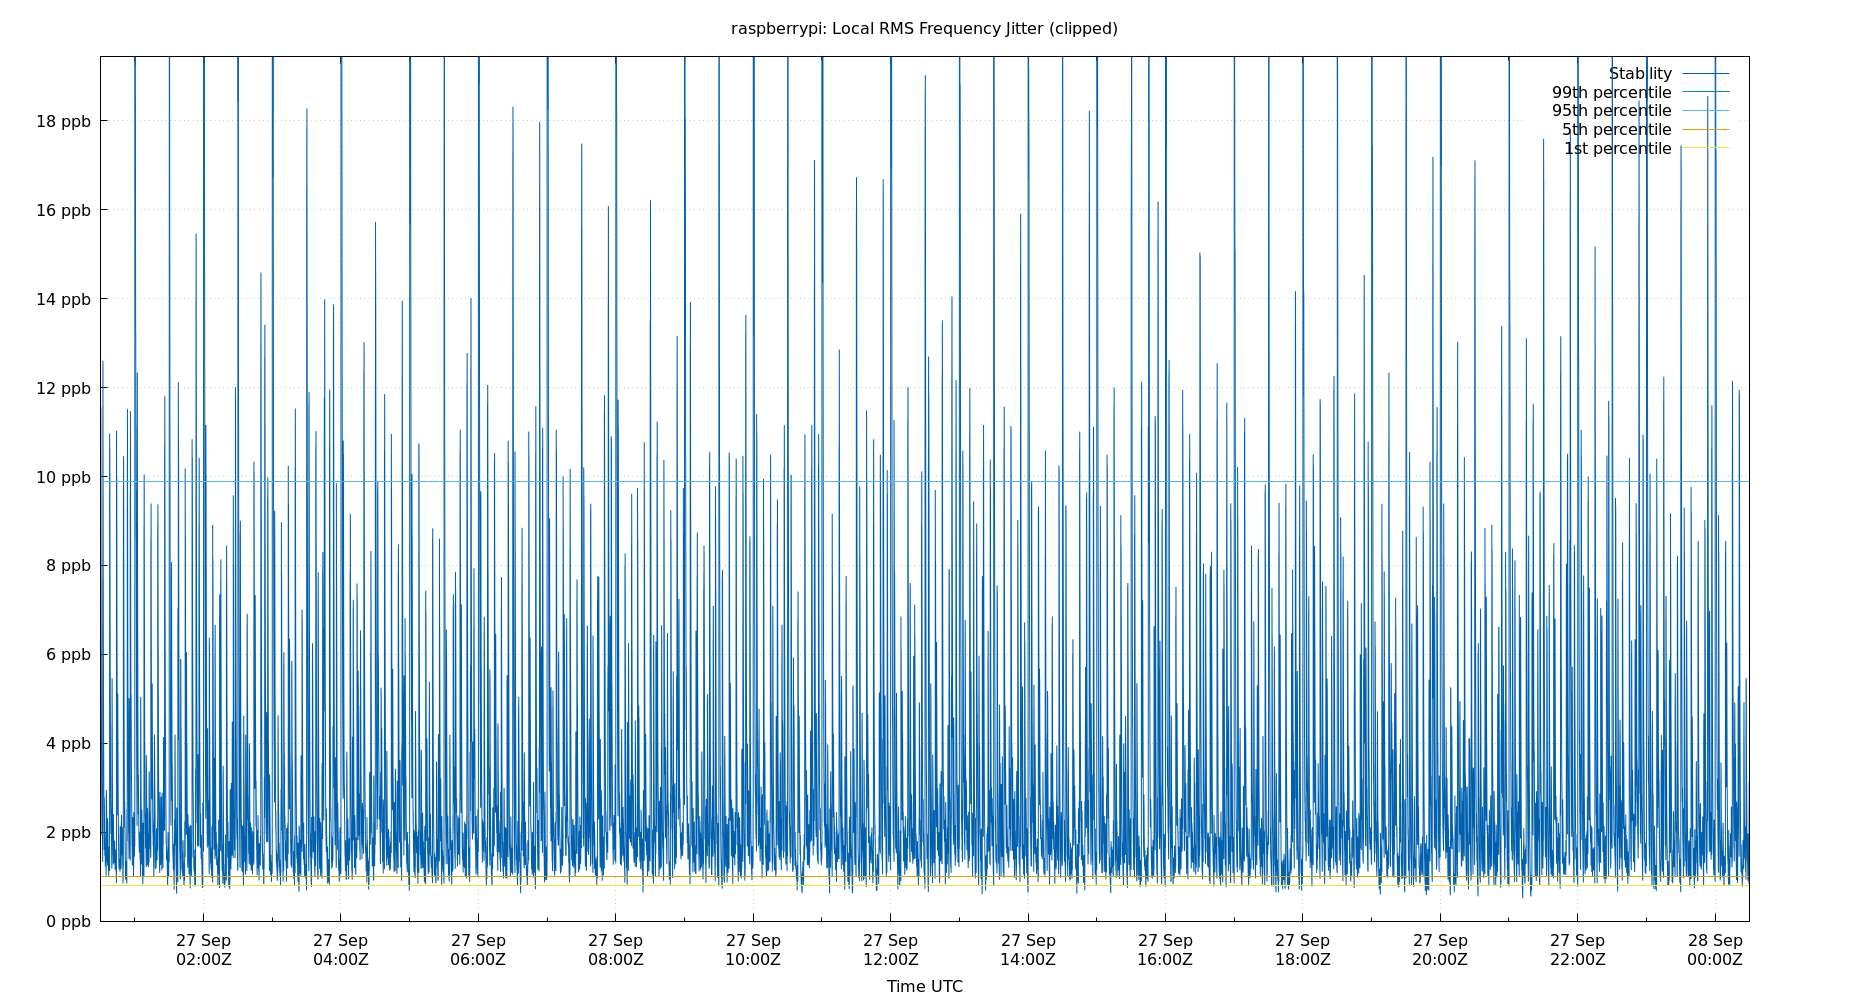 raspberrypi: Local RMS Frequency Jitter (clipped)
Stability
99th percentile
95th percentile
5th percentile
1st percentile
18 ppb
16 ppb
14 ppb
12 ppb
10 ppb
8 ppb
6 ppb
4 ppb
2 ppb
0 ppb
27 Sep 27 Sep 27 Sep 27 Sep 27 Sep 27 Sep 27 Sep 27 Sep 27 Sep 27 Sep 27 Sep 28 Sep
02:00Z 04:00Z 06:00Z 08:00Z 10:00Z 12:00Z 14:00Z 16:00Z 18:00Z 20:00Z 22:00Z 00:00Z
Time UTC